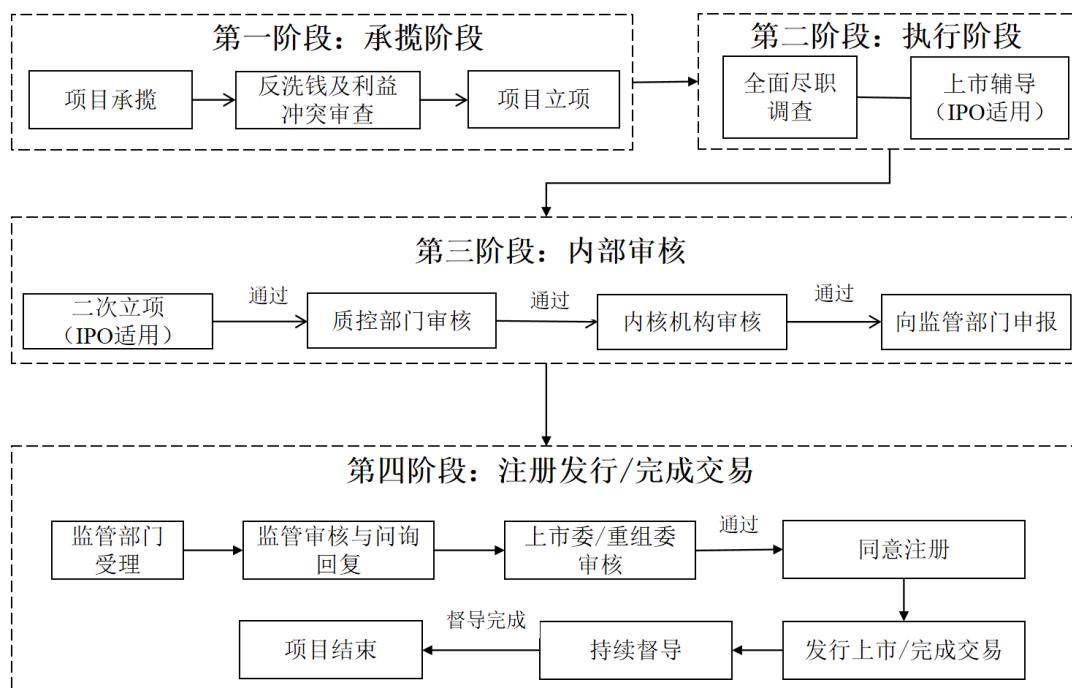 第一阶段：承揽阶段
项目承揽
反洗钱及利益
冲突审查
项目立项
第二阶段：执行阶段
全面尽职
调查
上市辅导
（IPO适用）
第三阶段：内部审核
二次立项
（IPO适用）
通过
质控部门审核
通过
内核机构审核
通过
向监管部门申报
第四阶段：注册发行/完成交易
监管部门
受理
监管审核与问询
回复
上市委/重组委
审核
通过
同意注册
发行上市/完成交易
持续督导
督导完成
项目结束